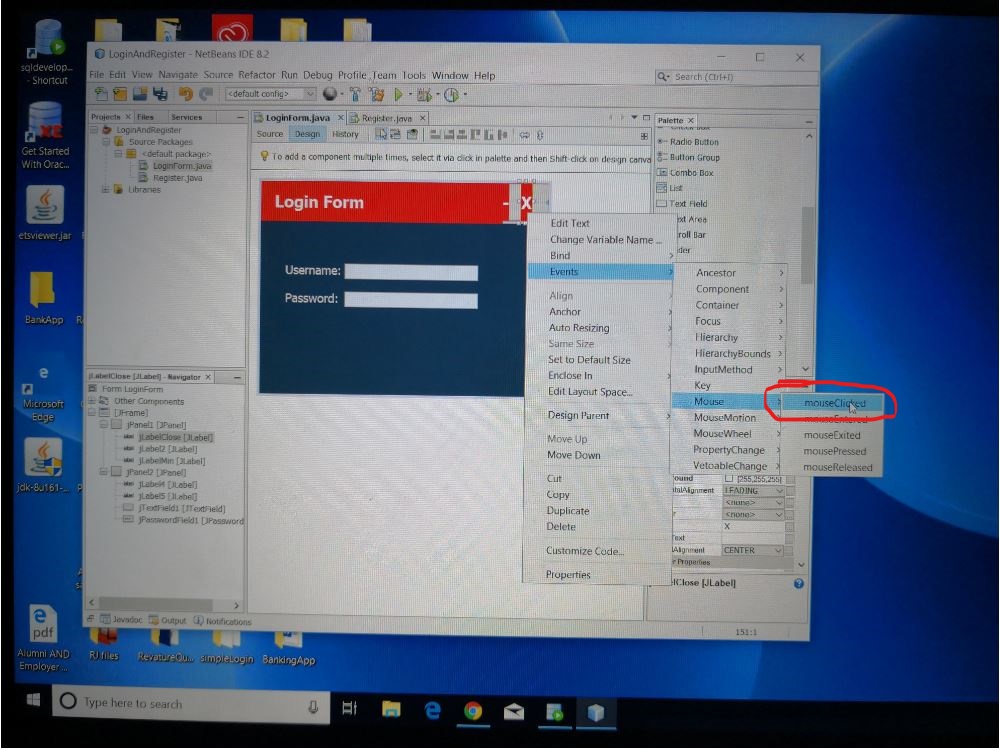 sqldevelop...
- Shortcut
Get Started
With Orac...
etsviewer.jar
BankApp
Microsoft
Edge
jdk-8u161-...
Alumni AND
Employer ...
LoginAndRegister - NetBeans IDE 8.2
File Edit View Navigate Source Refactor Run Debug Profile Team Tools Window Help
Search (Ctrl+I)
<default config>
Projects × Files Services
LoginAndRegister
Source Packages
<default package>
LoginForm.java
Register.java
Libraries
LoginForm.java × Register.java ×
Source Design History
To add a component multiple times, select it via click in palette and then Shift-click on design canva
Login Form
- X
Username:
Password:
Palette ×
Check Box
Radio Button
Button Group
Combo Box
List
Text Field
ext Area
roll Bar
der
Edit Text
Change Variable Name ...
Bind
Events
Align
Anchor
Auto Resizing
Same Size
Set to Default Size
Enclose In
Edit Layout Space...
Design Parent
Move Up
Move Down
Cut
Copy
Duplicate
Delete
Customize Code...
Properties
Ancestor
Component
Container
Focus
Hierarchy
HierarchyBounds
InputMethod
Key
Mouse
MouseMotion
MouseWheel
PropertyChange
VetoableChange
mouseClicked
mouseEntered
mouseExited
mousePressed
mouseReleased
jLabelClose [JLabel] - Navigator ×
Form LoginForm
Other Components
[JFrame]
jPanel1 [JPanel]
jLabelClose [JLabel]
jLabel2 [JLabel]
jLabelMin [JLabel]
jPanel2 [JPanel]
jLabel4 [JLabel]
jLabel5 [JLabel]
jTextField1 [JTextField]
jPasswordField1 [JPassword
ound [255,255,255]
ntalAlignment LEADING
<none>
r <none>
X
Text
lAlignment CENTER
r Properties
elClose [JLabel]
Javadoc Output Notifications
151:1
RJ files
RevatureQu...
simpleLogin
BankingApp
Type here to search